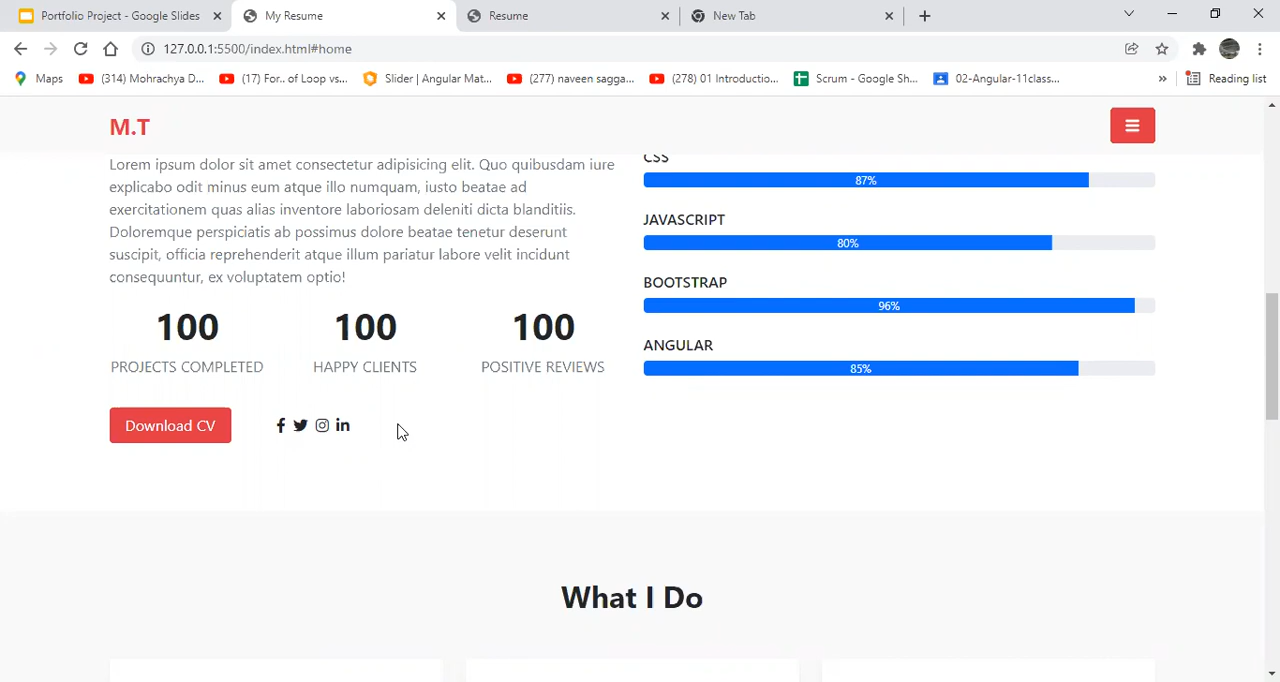 Portfolio Project - Google Slides
My Resume
Resume
New Tab
127.0.0.1:5500/index.html#home
Maps
(314) Mohrachya D...
(17) For.. of Loop vs...
Slider | Angular Mat...
(277) naveen sagga...
(278) 01 Introductio...
Scrum - Google Sh...
02-Angular-11class...
»
Reading list
M.T
Lorem ipsum dolor sit amet consectetur adipisicing elit. Quo quibusdam iure
explicabo odit minus eum atque illo numquam, iusto beatae ad
exercitationem quas alias inventore laboriosam deleniti dicta blanditiis.
Doloremque perspiciatis ab possimus dolore beatae tenetur deserunt
suscipit, officia reprehenderit atque illum pariatur labore velit incidunt
consequuntur, ex voluptatem optio!
100
PROJECTS COMPLETED
100
HAPPY CLIENTS
100
POSITIVE REVIEWS
Download CV
CSS
87%
JAVASCRIPT
80%
BOOTSTRAP
96%
ANGULAR
85%
What I Do